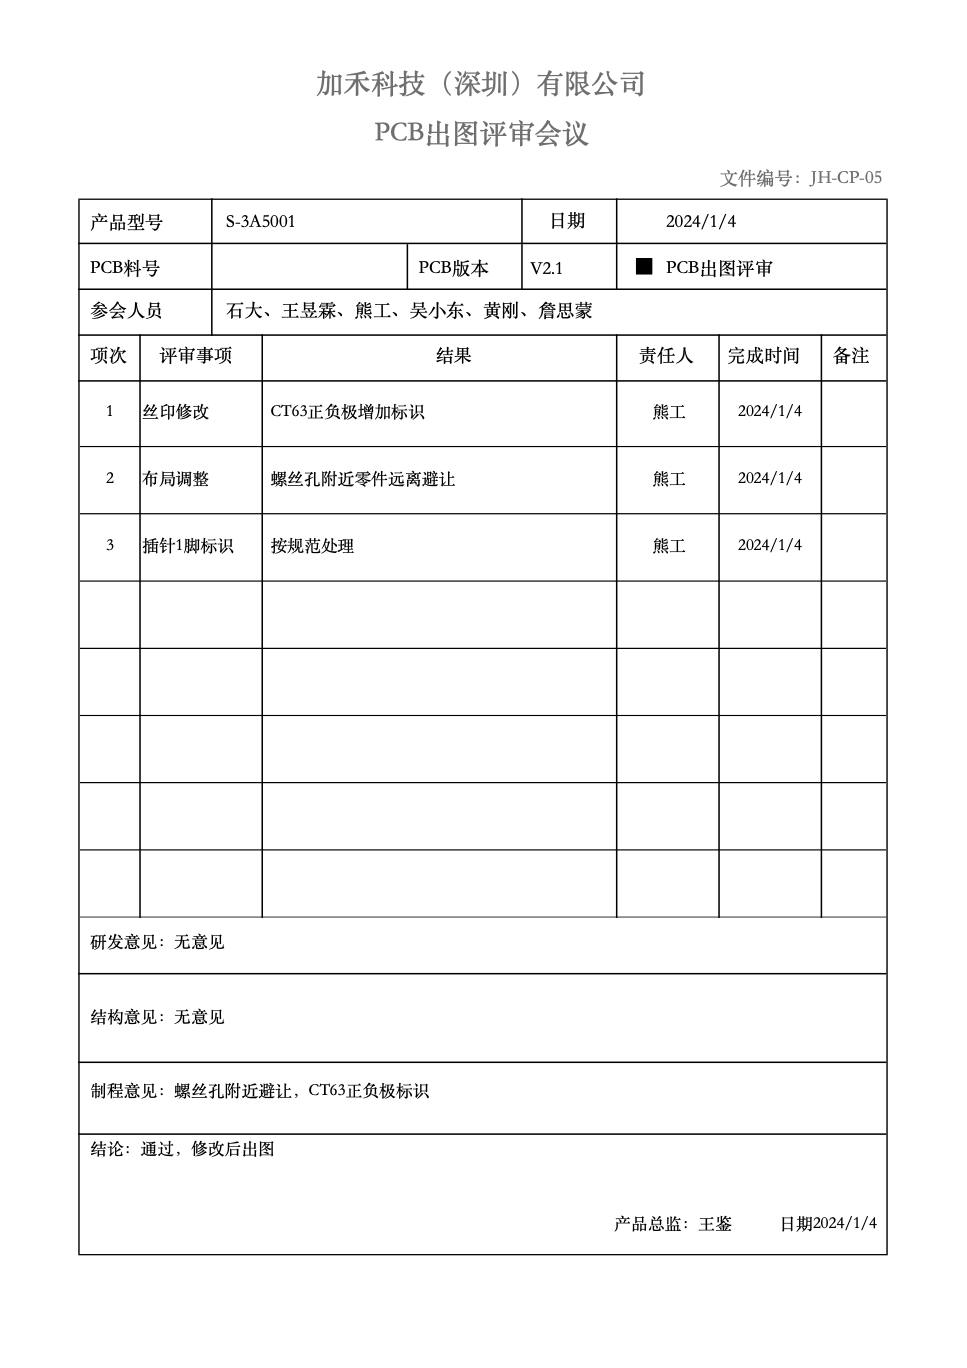 加禾科技（深圳）有限公司
PCB出图评审会议
文件编号：JH-CP-05
产品型号 S-3A5001 日期 2024/1/4
PCB料号 PCB版本 V2.1 ■ PCB出图评审
参会人员 石大、王昱霖、熊工、吴小东、黄刚、詹思蒙
项次 评审事项 结果 责任人 完成时间 备注
1 丝印修改 CT63正负极增加标识 熊工 2024/1/4
2 布局调整 螺丝孔附近零件远离避让 熊工 2024/1/4
3 插针1脚标识 按规范处理 熊工 2024/1/4
研发意见：无意见
结构意见：无意见
制程意见：螺丝孔附近避让，CT63正负极标识
结论：通过，修改后出图
产品总监：王鉴 日期2024/1/4